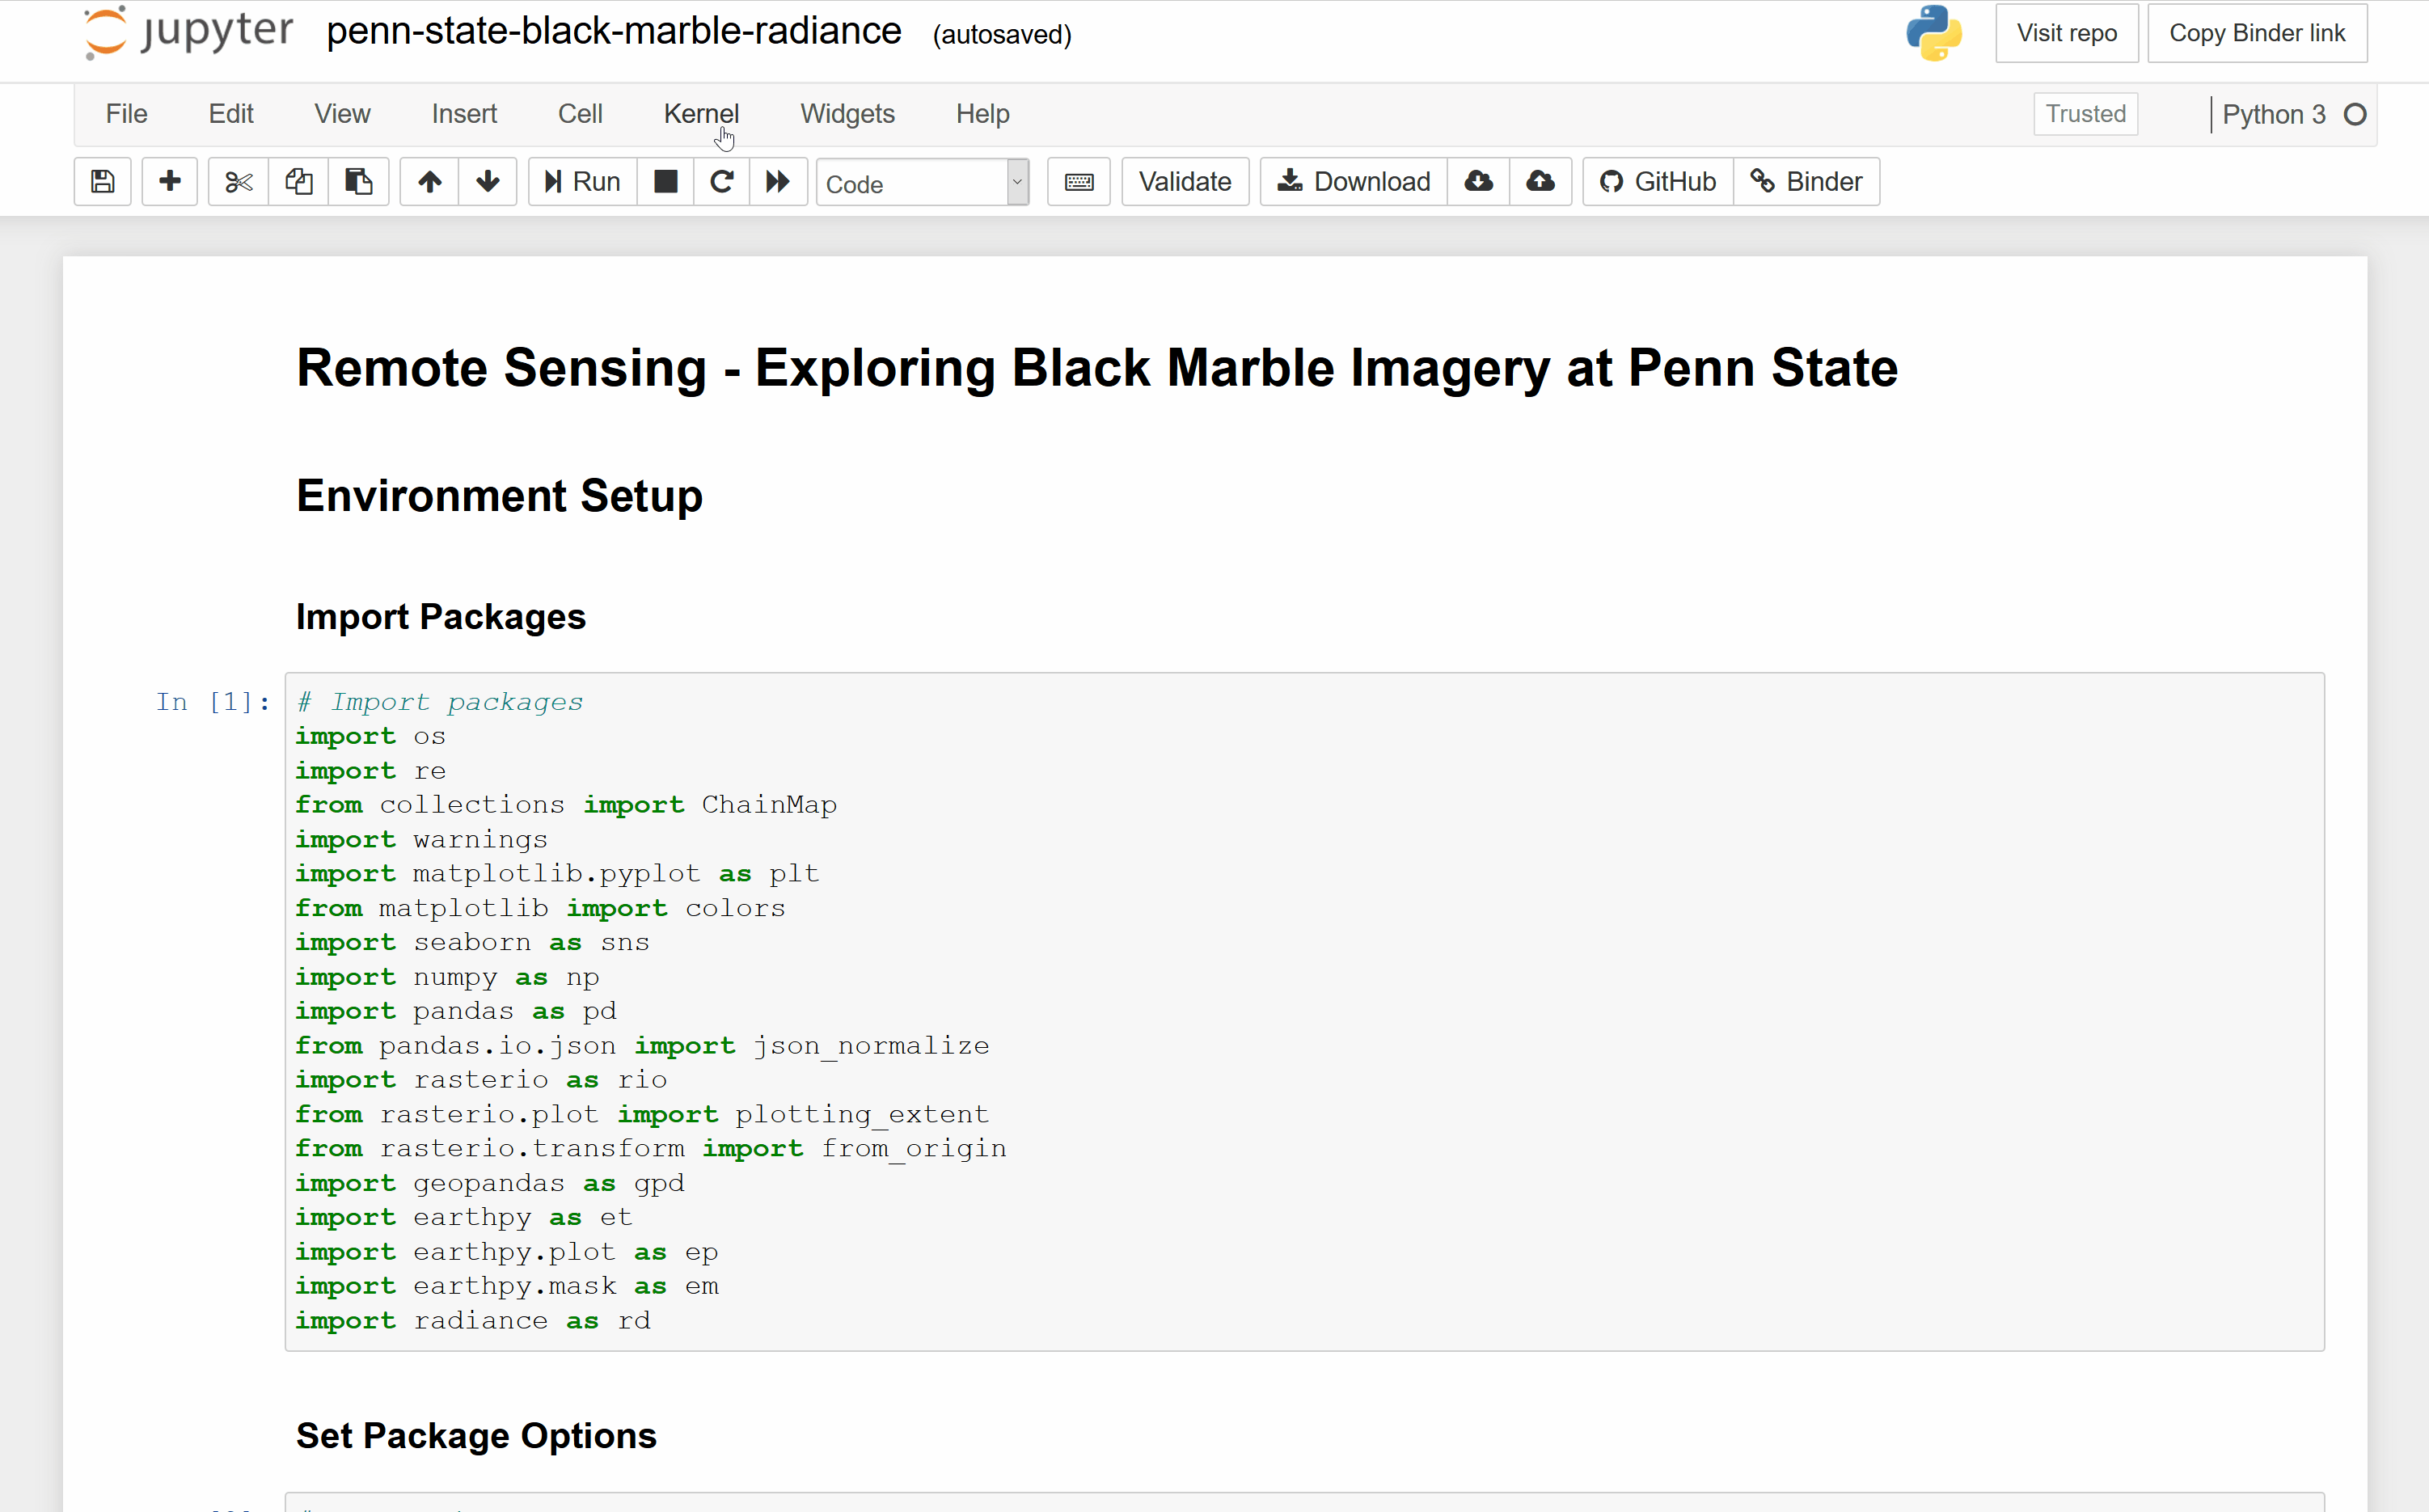 jupyter penn-state-black-marble-radiance (autosaved) Visit repo Copy Binder link
File Edit View Insert Cell Kernel Widgets Help Trusted Python 3
Run Code Validate Download GitHub Binder
Remote Sensing - Exploring Black Marble Imagery at Penn State
Environment Setup
Import Packages
In [1]: # Import packages
import os
import re
from collections import ChainMap
import warnings
import matplotlib.pyplot as plt
from matplotlib import colors
import seaborn as sns
import numpy as np
import pandas as pd
from pandas.io.json import json_normalize
import rasterio as rio
from rasterio.plot import plotting_extent
from rasterio.transform import from_origin
import geopandas as gpd
import earthpy as et
import earthpy.plot as ep
import earthpy.mask as em
import radiance as rd
Set Package Options